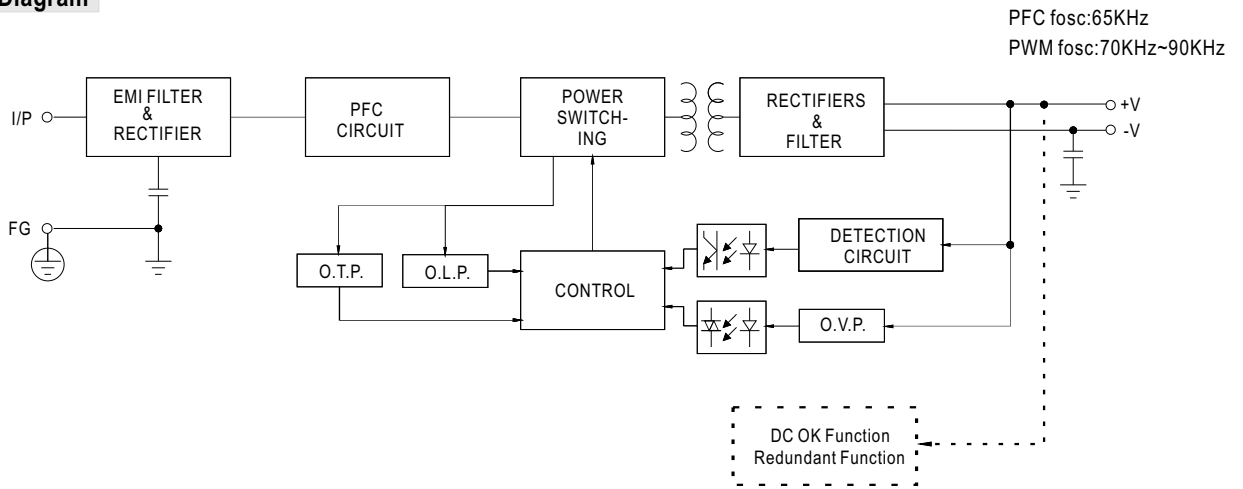 Diagram
PFC fosc:65KHz
PWM fosc:70KHz~90KHz
I/P
EMI FILTER
&
RECTIFIER
PFC
CIRCUIT
POWER
SWITCH-
ING
RECTIFIERS
&
FILTER
+V
-V
FG
O.T.P.
O.L.P.
CONTROL
DETECTION
CIRCUIT
O.V.P.
DC OK Function
Redundant Function